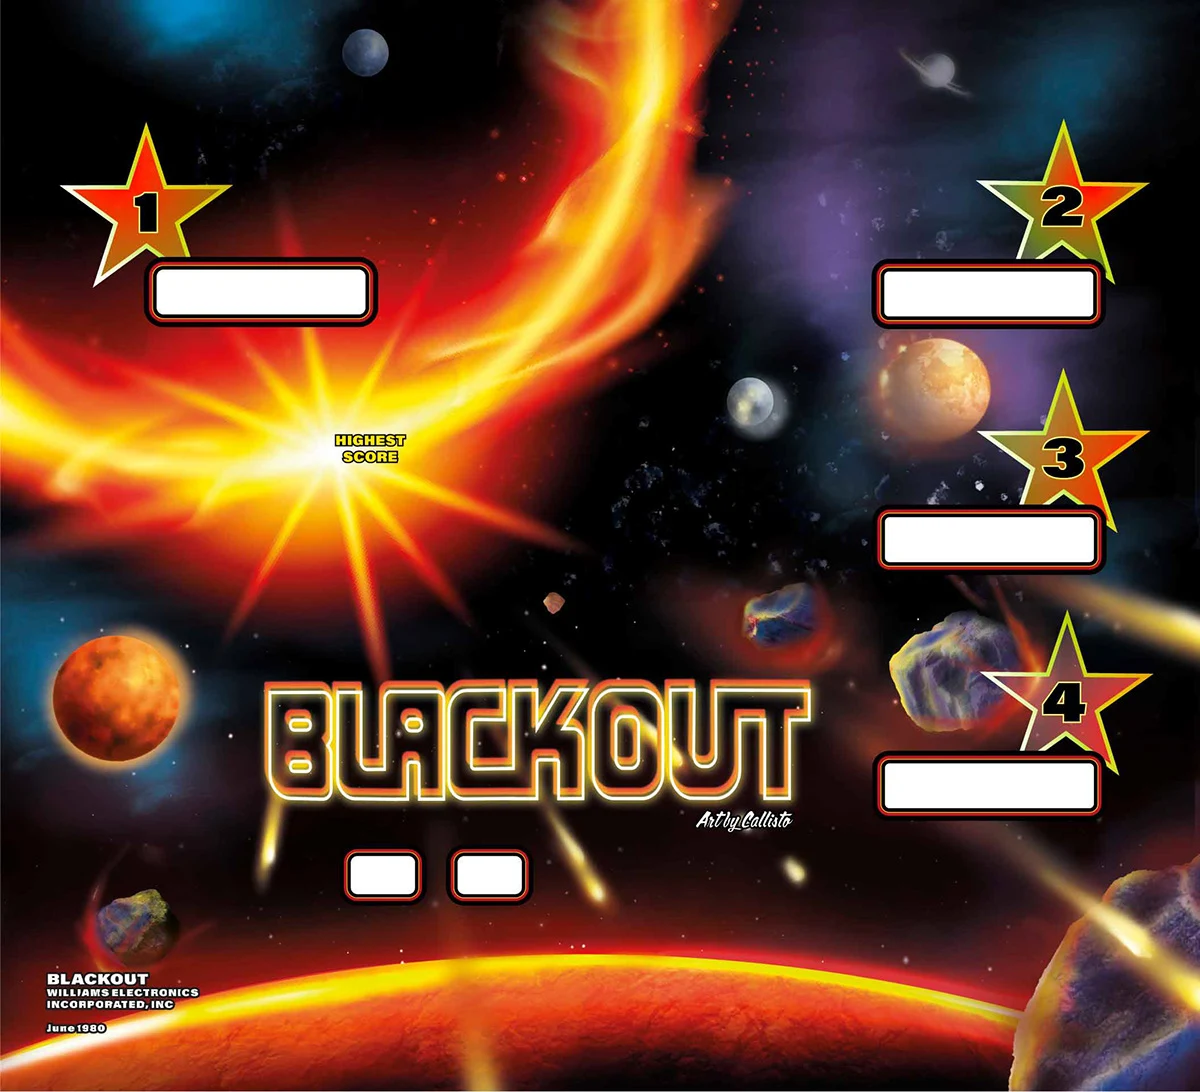 1
2
HIGHEST
SCORE
3
4
BLACKOUT
Art by Callisto
BLACKOUT
WILLIAMS ELECTRONICS
INCORPORATED, INC
June 1980